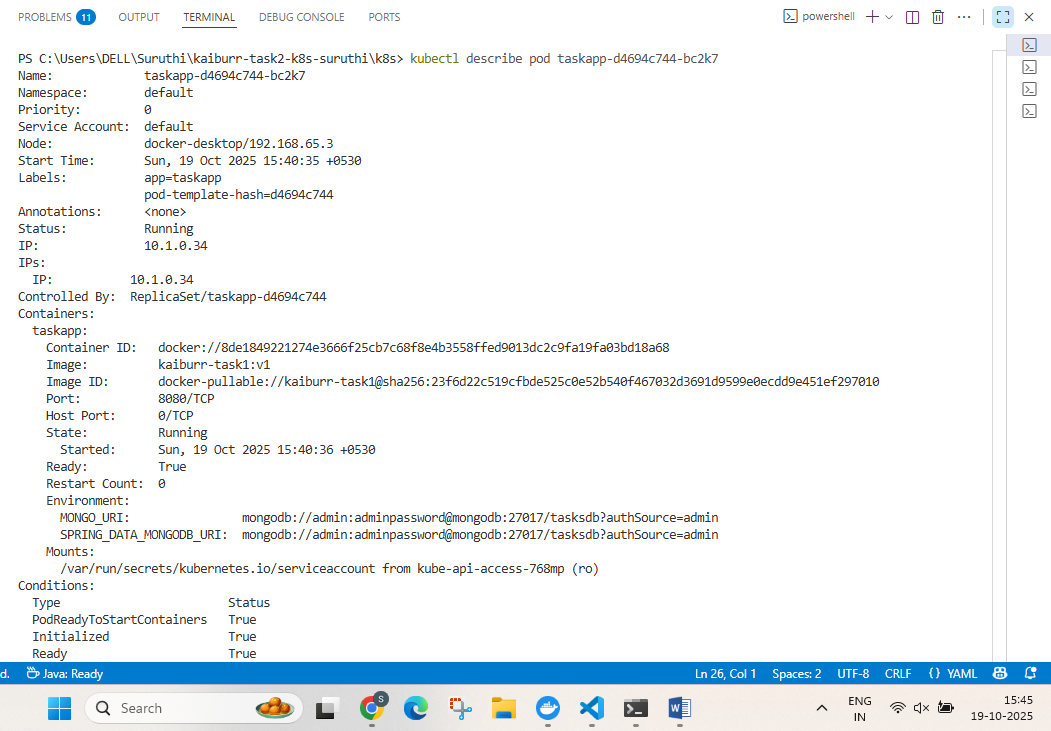 PROBLEMS 11 OUTPUT TERMINAL DEBUG CONSOLE PORTS powershell
PS C:\Users\DELL\Suruthi\kaiburr-task2-k8s-suruthi\k8s> kubectl describe pod taskapp-d4694c744-bc2k7
Name: taskapp-d4694c744-bc2k7
Namespace: default
Priority: 0
Service Account: default
Node: docker-desktop/192.168.65.3
Start Time: Sun, 19 Oct 2025 15:40:35 +0530
Labels: app=taskapp
pod-template-hash=d4694c744
Annotations: <none>
Status: Running
IP: 10.1.0.34
IPs:
IP: 10.1.0.34
Controlled By: ReplicaSet/taskapp-d4694c744
Containers:
taskapp:
Container ID: docker://8de1849221274e3666f25cb7c68f8e4b3558ffed9013dc2c9fa19fa03bd18a68
Image: kaiburr-task1:v1
Image ID: docker-pullable://kaiburr-task1@sha256:23f6d22c519cfbde525c0e52b540f467032d3691d9599e0ecdd9e451ef297010
Port: 8080/TCP
Host Port: 0/TCP
State: Running
Started: Sun, 19 Oct 2025 15:40:36 +0530
Ready: True
Restart Count: 0
Environment:
MONGO_URI: mongodb://admin:adminpassword@mongodb:27017/tasksdb?authSource=admin
SPRING_DATA_MONGODB_URI: mongodb://admin:adminpassword@mongodb:27017/tasksdb?authSource=admin
Mounts:
/var/run/secrets/kubernetes.io/serviceaccount from kube-api-access-768mp (ro)
Conditions:
Type Status
PodReadyToStartContainers True
Initialized True
Ready True
d. Java: Ready Ln 26, Col 1 Spaces: 2 UTF-8 CRLF {} YAML
Search S ENG 15:45
IN 19-10-2025